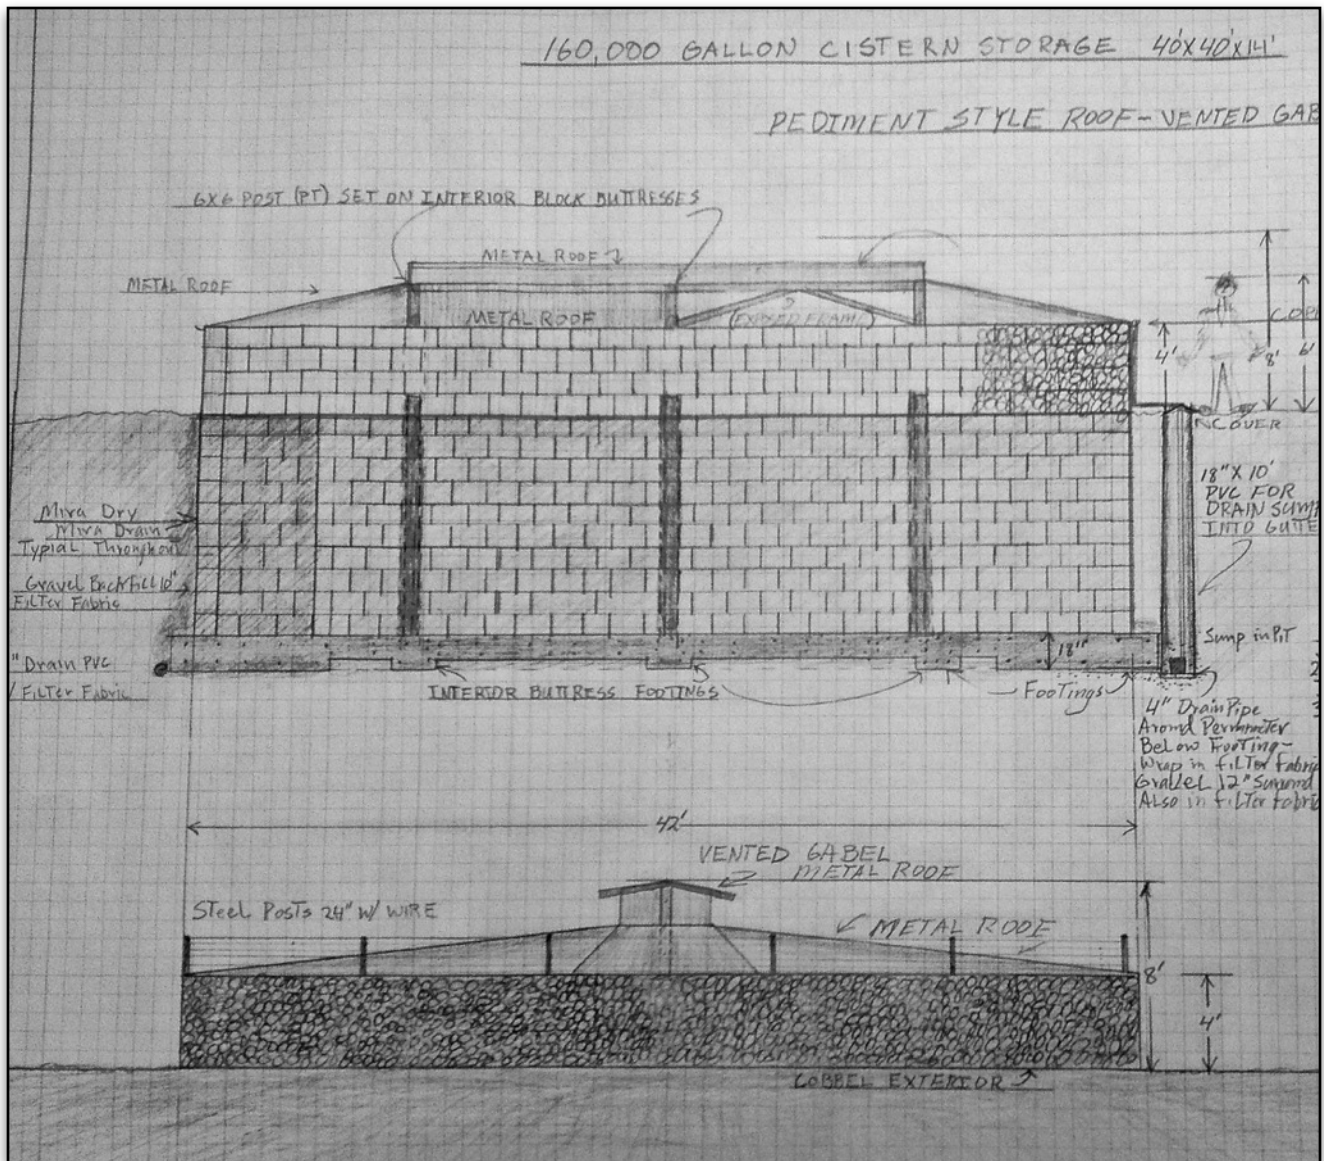 160,000 GALLON CISTERN STORAGE 40'X40'X14'
PEDIMENT STYLE ROOF-VENTED GAB
6X6 POST (PT) SET ON INTERIOR BLOCK BUTTRESSES
METAL ROOF
METAL ROOF
METAL ROOF
(EXPOSED FRAME)
4'
8'
6'
18" X 10'
PVC FOR
DRAIN SUMP
INTO GUTTE
Mira Dry
Mira Drain
Typial Throughout
Gravel Backfill 10"
Filter Fabric
" Drain PVC
/ Filter Fabric
18"
Sump in PiT
INTERIOR BUTTRESS FOOTINGS
FooTings
4" Drain Pipe
Below FooTing-
Wrap in filTer fabric
Gravel 12" Surround
Also in filTer fabric
42'
VENTED GABEL
METAL ROOF
STeel PosTs 24" W/ WIRE
METAL ROOF
8'
4'
COBBEL EXTERIOR